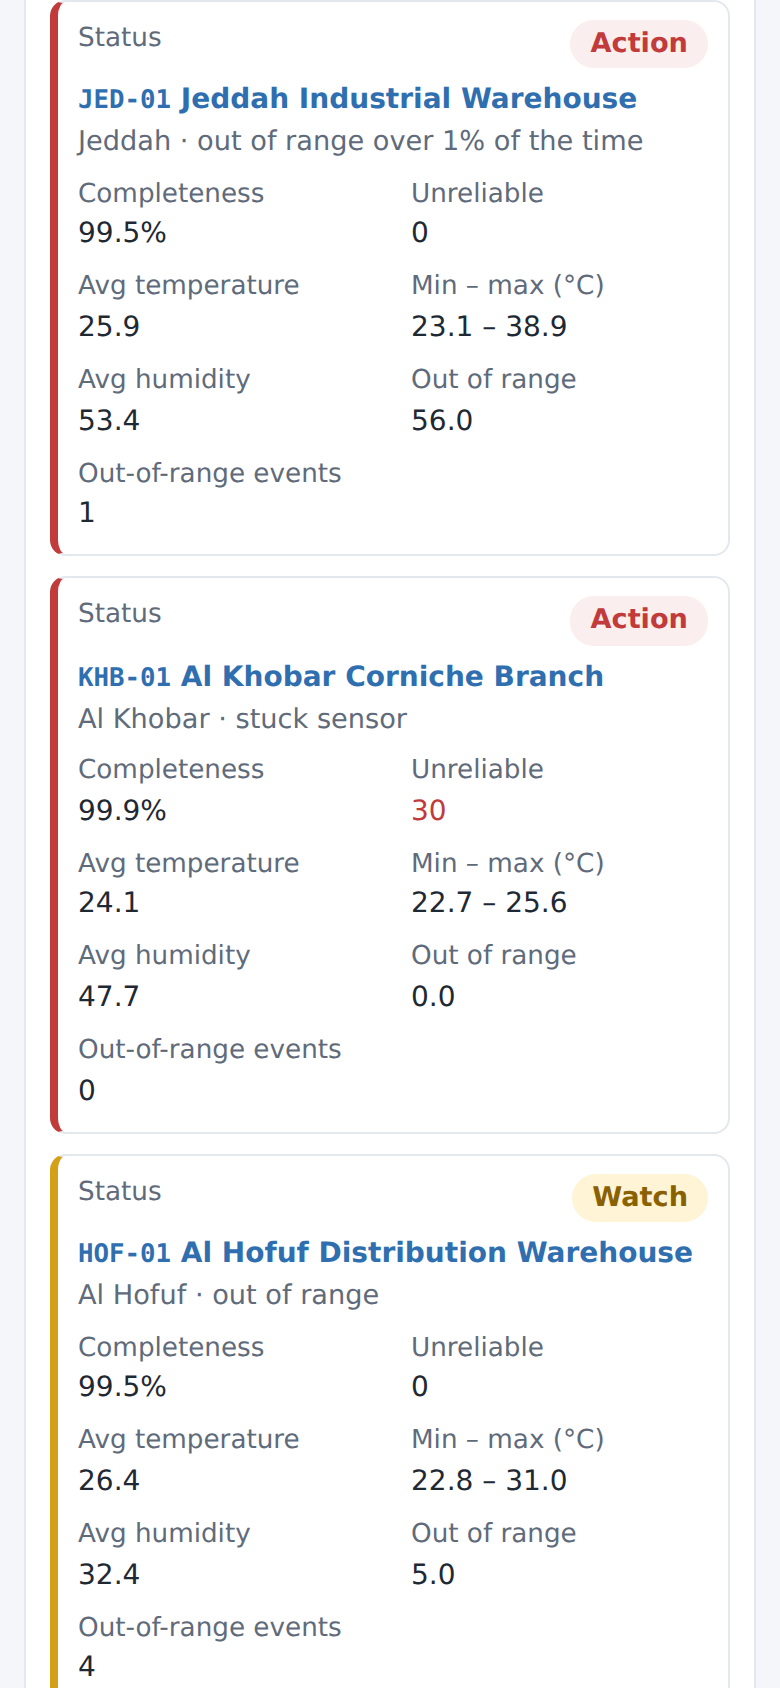 Status
Action
JED-01 Jeddah Industrial Warehouse
Jeddah · out of range over 1% of the time
Completeness Unreliable
99.5% 0
Avg temperature Min – max (°C)
25.9 23.1 – 38.9
Avg humidity Out of range
53.4 56.0
Out-of-range events
1
Status
Action
KHB-01 Al Khobar Corniche Branch
Al Khobar · stuck sensor
Completeness Unreliable
99.9% 30
Avg temperature Min – max (°C)
24.1 22.7 – 25.6
Avg humidity Out of range
47.7 0.0
Out-of-range events
0
Status
Watch
HOF-01 Al Hofuf Distribution Warehouse
Al Hofuf · out of range
Completeness Unreliable
99.5% 0
Avg temperature Min – max (°C)
26.4 22.8 – 31.0
Avg humidity Out of range
32.4 5.0
Out-of-range events
4